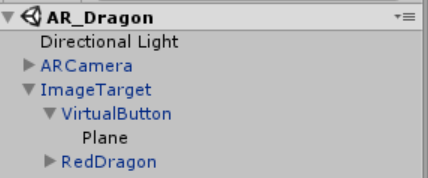 AR_Dragon
Directional Light
ARCamera
ImageTarget
VirtualButton
Plane
RedDragon